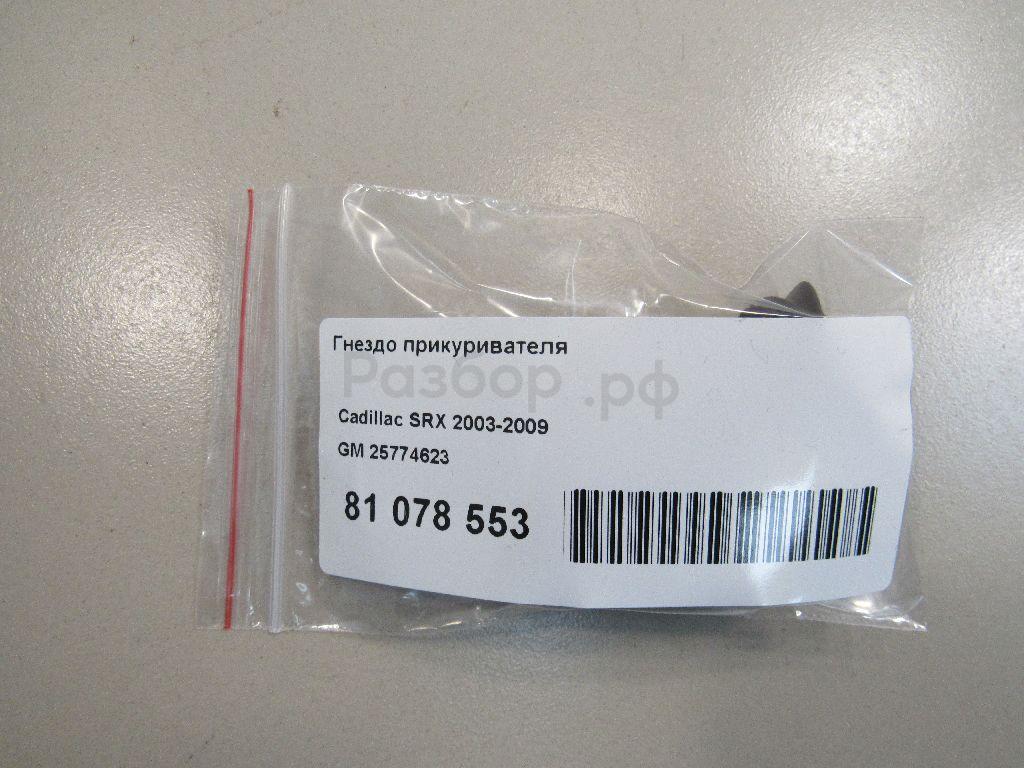 Гнездо прикуривателя
Разбор.рф
Cadillac SRX 2003-2009
GM 25774623
81 078 553